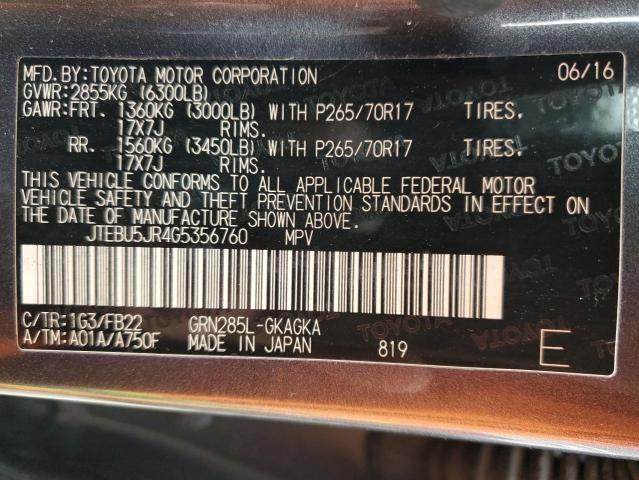 MFD.BY:TOYOTA MOTOR CORPORATION 06/16
GVWR:2855KG (6300LB)
GAWR:FRT. 1360KG (3000LB) WITH P265/70R17 TIRES.
17X7J RIMS.
RR. 1560KG (3450LB) WITH P265/70R17 TIRES.
17X7J RIMS.
THIS VEHICLE CONFORMS TO ALL APPLICABLE FEDERAL MOTOR
VEHICLE SAFETY AND THEFT PREVENTION STANDARDS IN EFFECT ON
THE DATE OF MANUFACTURE SHOWN ABOVE.
JTEBU5JR4G5356760 MPV
C/TR:1G3/FB22 GRN285L-GKAGKA
A/TM:A01A/A750F MADE IN JAPAN 819 E